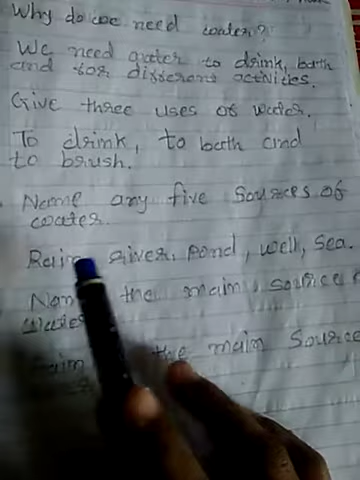 Why do we need water?
We need water to drink, bath
and for different activities.
Give three uses of water.
To drink, to bath and
to brush.
Name any five sources of
water.
Rain river, Pond, well, Sea.
the main source
the main source